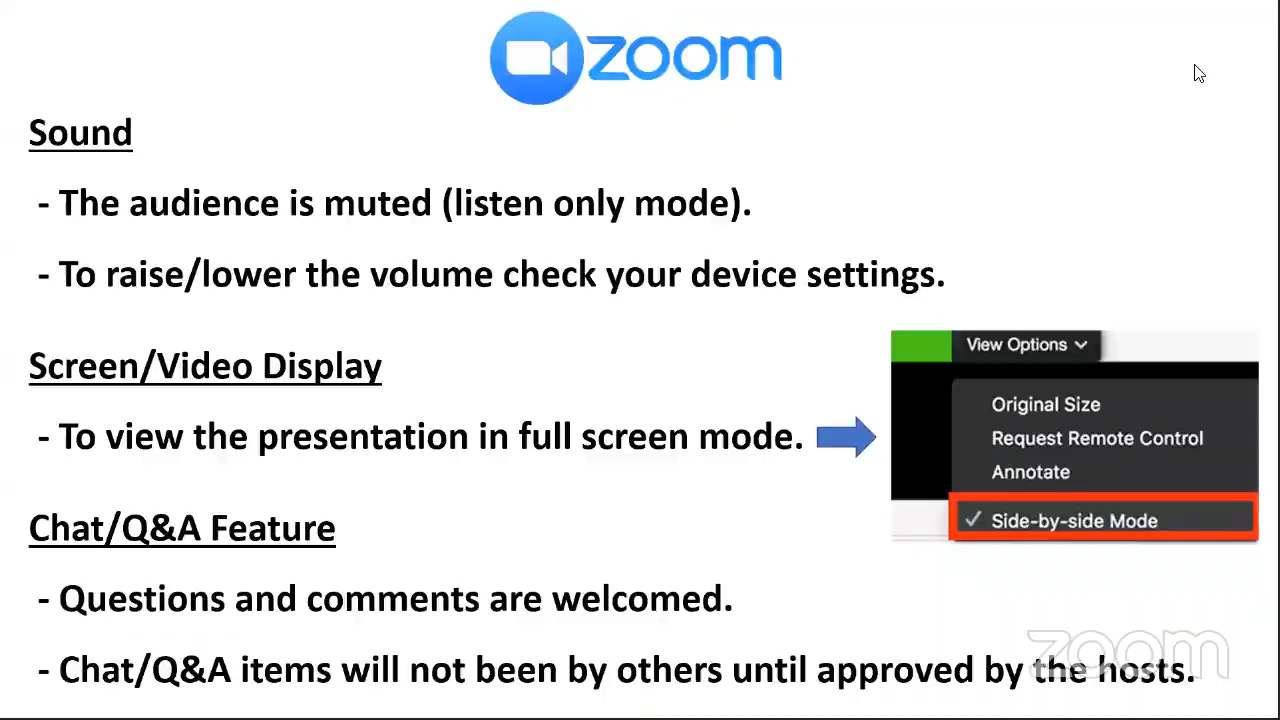 zoom
Sound
- The audience is muted (listen only mode).
- To raise/lower the volume check your device settings.
Screen/Video Display
- To view the presentation in full screen mode.
View Options
Original Size
Request Remote Control
Annotate
Side-by-side Mode
Chat/Q&A Feature
- Questions and comments are welcomed.
- Chat/Q&A items will not been by others until approved by the hosts.
zoom